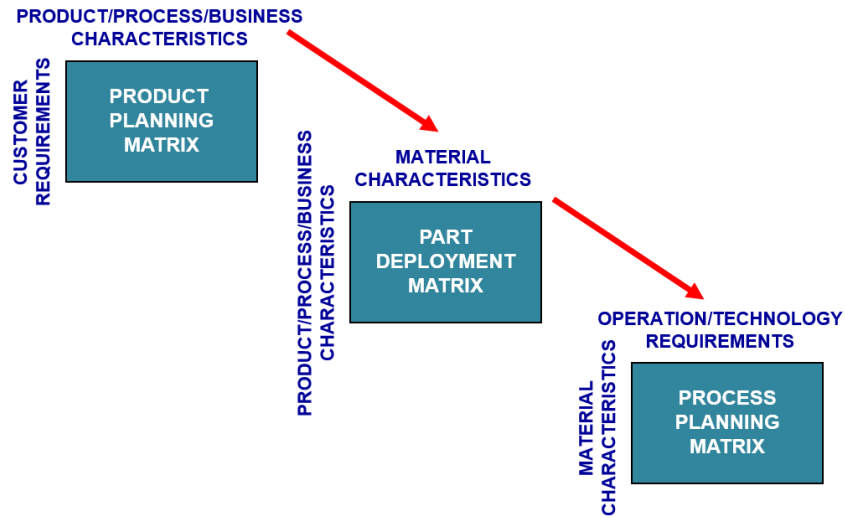 PRODUCT/PROCESS/BUSINESS
CHARACTERISTICS
CUSTOMER
REQUIREMENTS
PRODUCT
PLANNING
MATRIX
MATERIAL
CHARACTERISTICS
PRODUCT/PROCESS/BUSINESS
CHARACTERISTICS
PART
DEPLOYMENT
MATRIX
OPERATION/TECHNOLOGY
REQUIREMENTS
MATERIAL
CHARACTERISTICS
PROCESS
PLANNING
MATRIX